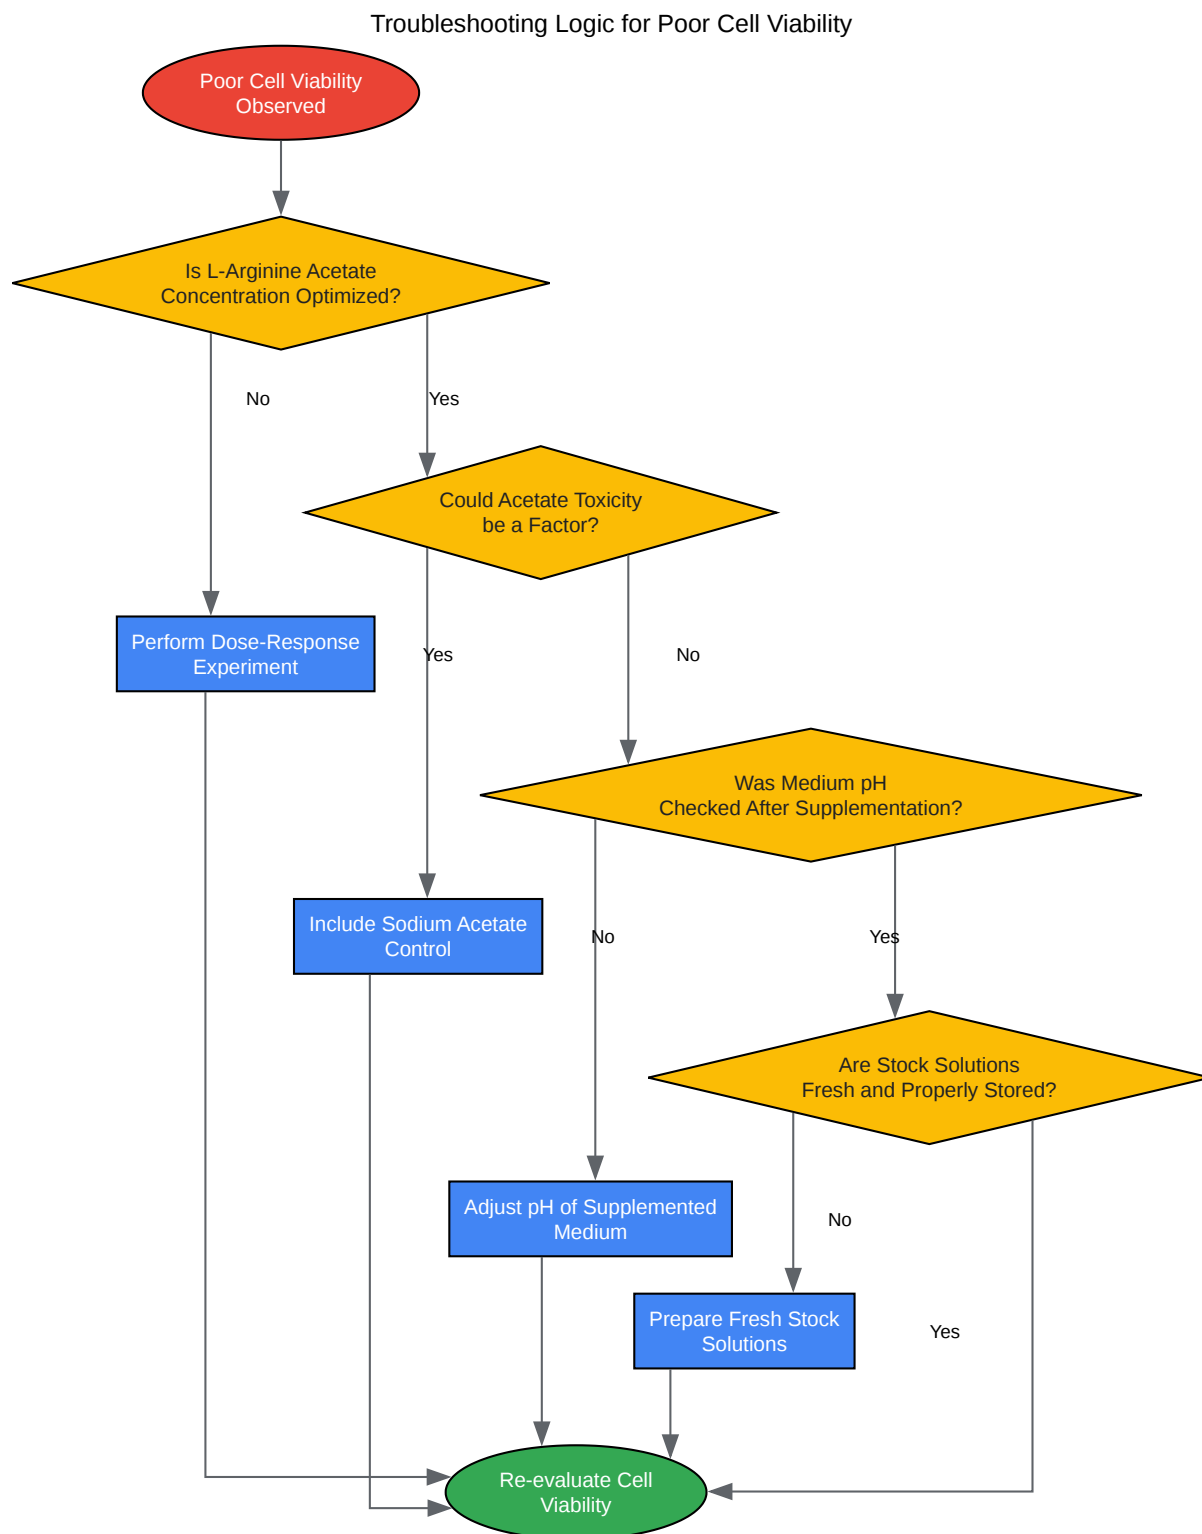 Troubleshooting Logic for Poor Cell Viability
Poor Cell Viability
Observed
Is L-Arginine Acetate
Concentration Optimized?
No
Yes
Could Acetate Toxicity
be a Factor?
Perform Dose-Response
Experiment
Yes
No
Was Medium pH
Checked After Supplementation?
Include Sodium Acetate
Control
No
Yes
Are Stock Solutions
Fresh and Properly Stored?
Adjust pH of Supplemented
Medium
No
Prepare Fresh Stock
Solutions
Yes
Re-evaluate Cell
Viability